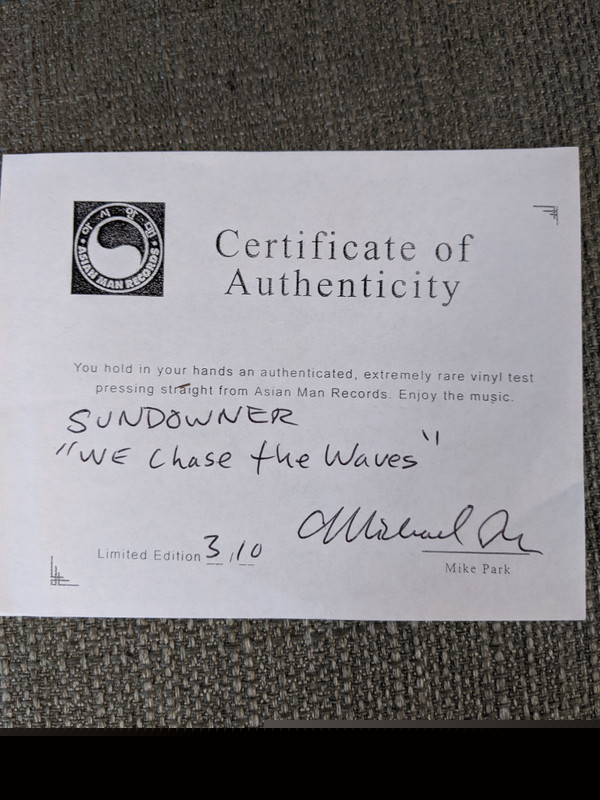 ASIAN MAN RECORDS
Certificate of
Authenticity
You hold in your hands an authenticated, extremely rare vinyl test
pressing straight from Asian Man Records. Enjoy the music.
SUNDOWNER
"WE Chase the Waves"
Limited Edition 3/10
Mike Park